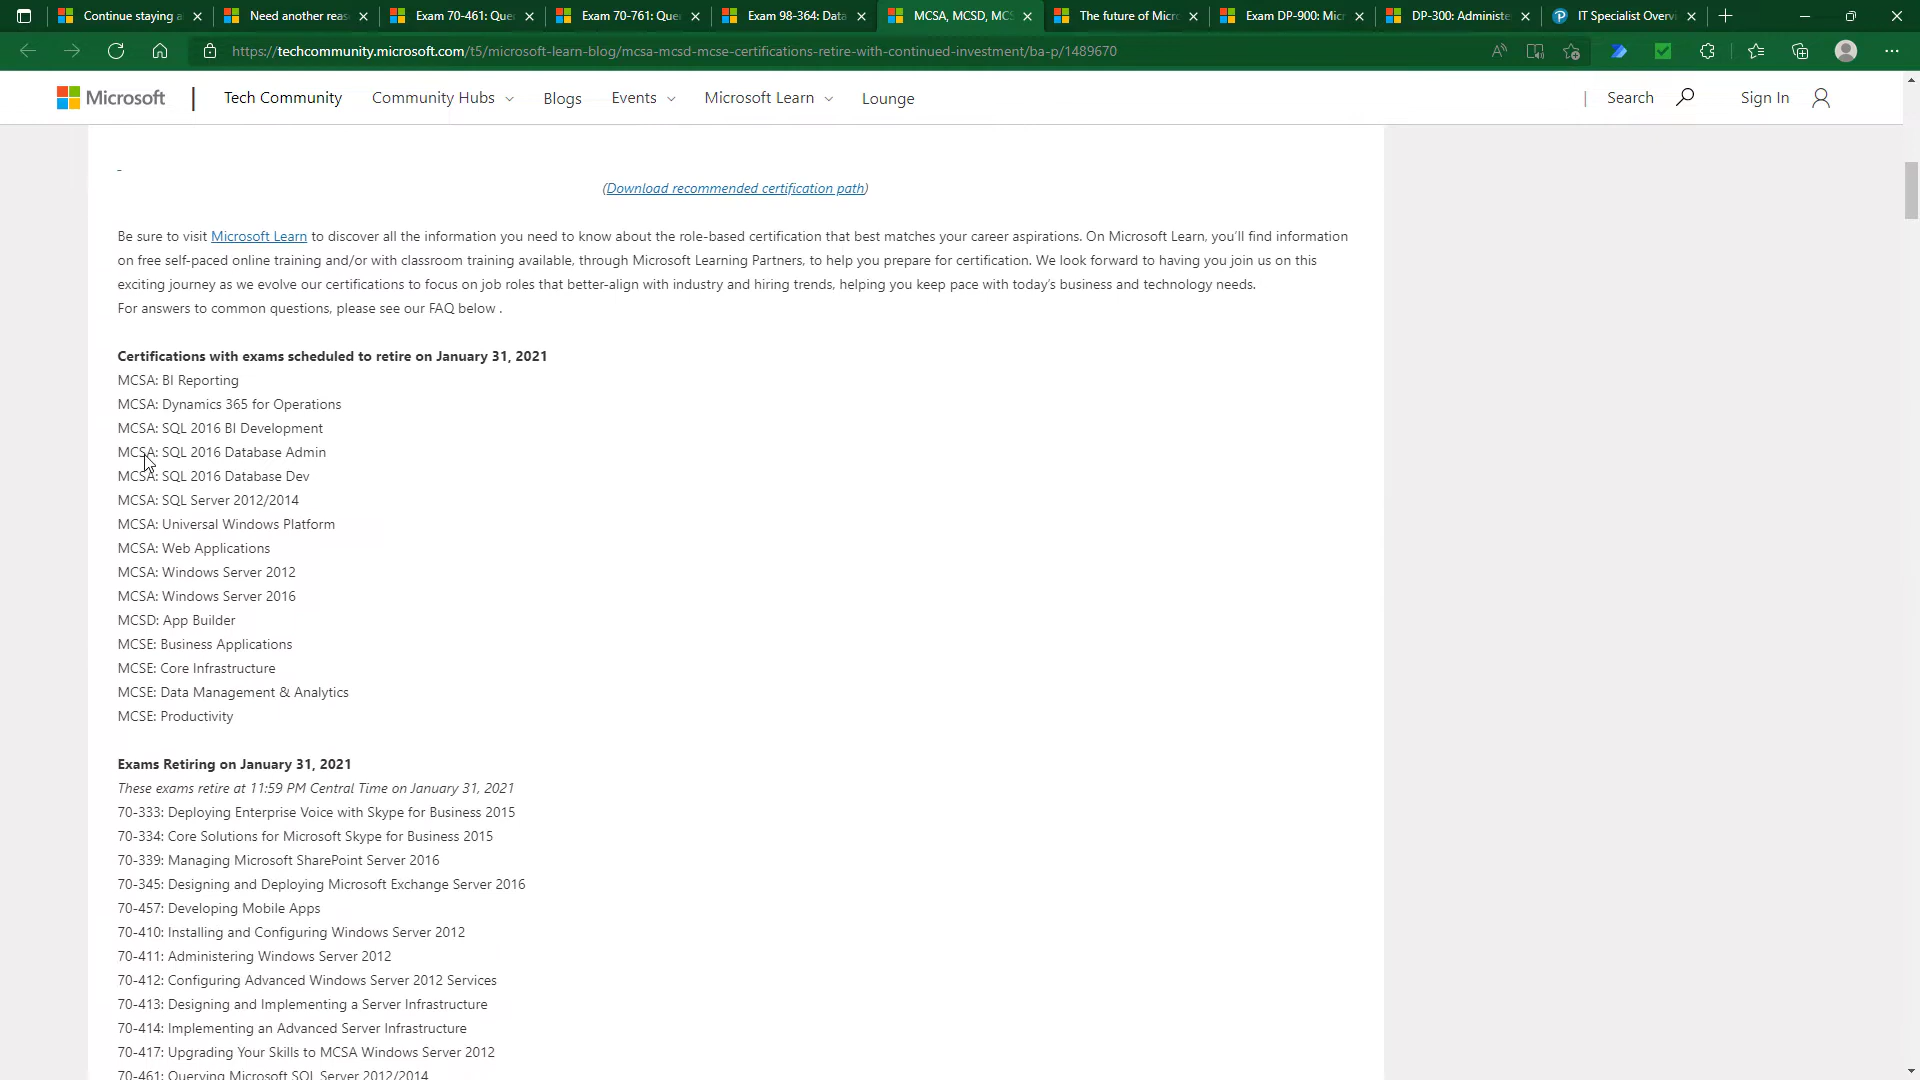 Continue staying a
Need another reas
Exam 70-461: Que
Exam 70-761: Que
Exam 98-364: Data
MCSA, MCSD, MCS
The future of Micro
Exam DP-900: Micr
DP-300: Administe
IT Specialist Overvi
https://techcommunity.microsoft.com/t5/microsoft-learn-blog/mcsa-mcsd-mcse-certifications-retire-with-continued-investment/ba-p/1489670
Microsoft | Tech Community Community Hubs Blogs Events Microsoft Learn Lounge | Search Sign In
-
(Download recommended certification path)
Be sure to visit Microsoft Learn to discover all the information you need to know about the role-based certification that best matches your career aspirations. On Microsoft Learn, you'll find information
on free self-paced online training and/or with classroom training available, through Microsoft Learning Partners, to help you prepare for certification. We look forward to having you join us on this
exciting journey as we evolve our certifications to focus on job roles that better-align with industry and hiring trends, helping you keep pace with today's business and technology needs.
For answers to common questions, please see our FAQ below .
Certifications with exams scheduled to retire on January 31, 2021
MCSA: BI Reporting
MCSA: Dynamics 365 for Operations
MCSA: SQL 2016 BI Development
MCSA: SQL 2016 Database Admin
MCSA: SQL 2016 Database Dev
MCSA: SQL Server 2012/2014
MCSA: Universal Windows Platform
MCSA: Web Applications
MCSA: Windows Server 2012
MCSA: Windows Server 2016
MCSD: App Builder
MCSE: Business Applications
MCSE: Core Infrastructure
MCSE: Data Management & Analytics
MCSE: Productivity
Exams Retiring on January 31, 2021
These exams retire at 11:59 PM Central Time on January 31, 2021
70-333: Deploying Enterprise Voice with Skype for Business 2015
70-334: Core Solutions for Microsoft Skype for Business 2015
70-339: Managing Microsoft SharePoint Server 2016
70-345: Designing and Deploying Microsoft Exchange Server 2016
70-457: Developing Mobile Apps
70-410: Installing and Configuring Windows Server 2012
70-411: Administering Windows Server 2012
70-412: Configuring Advanced Windows Server 2012 Services
70-413: Designing and Implementing a Server Infrastructure
70-414: Implementing an Advanced Server Infrastructure
70-417: Upgrading Your Skills to MCSA Windows Server 2012
70-461: Querying Microsoft SQL Server 2012/2014